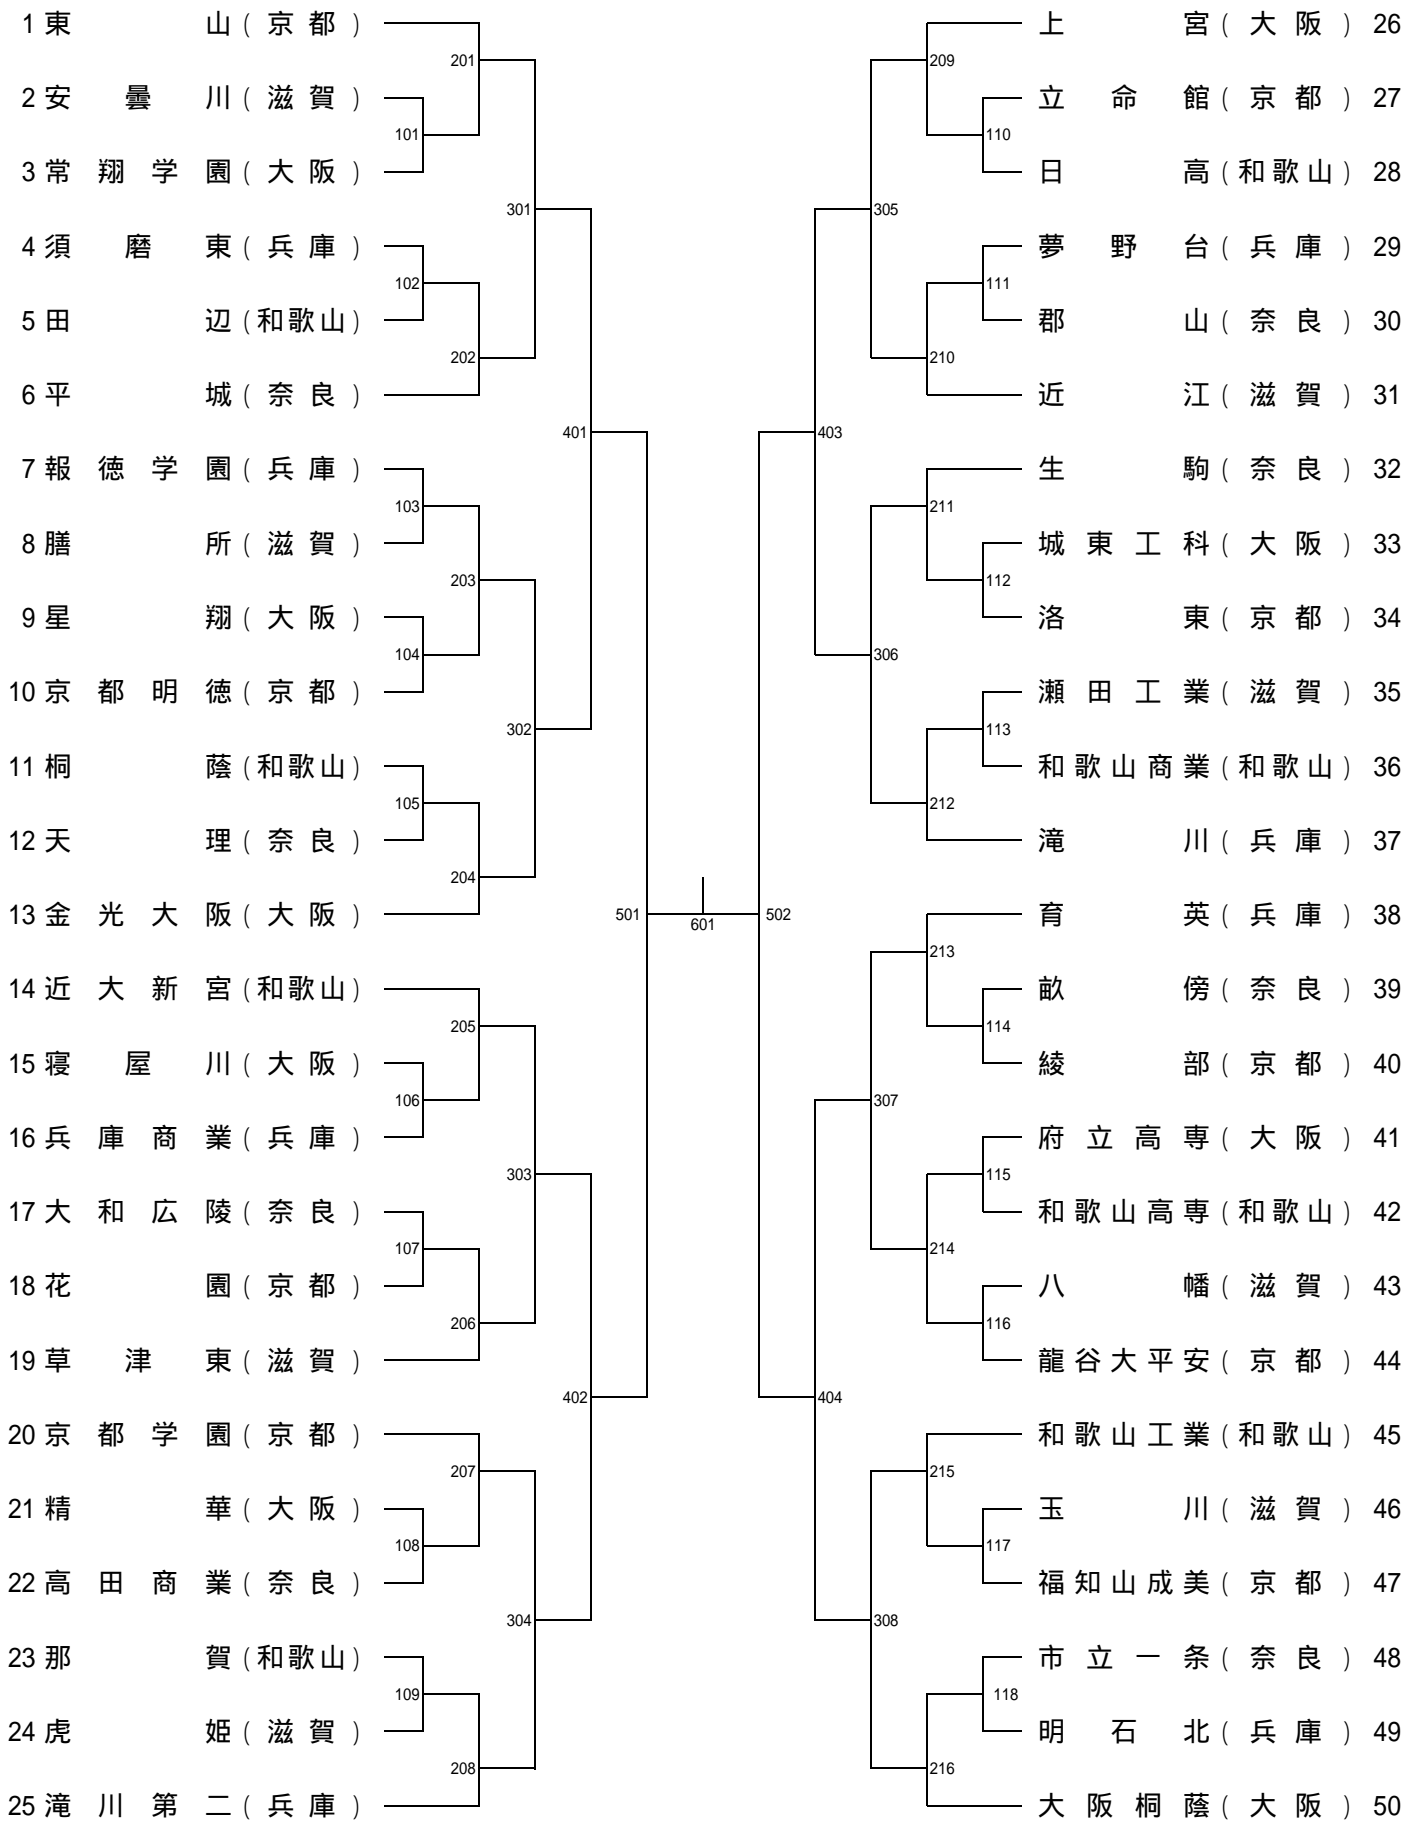 1 東山(京都)
201
2 安曇川(滋賀)
101
3 常翔学園(大阪)
301
4 須磨東(兵庫)
102
5 田辺(和歌山)
202
6 平城(奈良)
401
7 報徳学園(兵庫)
103
8 膳所(滋賀)
203
9 星翔(大阪)
104
10 京都明徳(京都)
302
11 桐蔭(和歌山)
105
12 天理(奈良)
204
13 金光大阪(大阪)
501
14 近大新宮(和歌山)
205
15 寝屋川(大阪)
106
16 兵庫商業(兵庫)
303
17 大和広陵(奈良)
107
18 花園(京都)
206
19 草津東(滋賀)
402
20 京都学園(京都)
207
21 精華(大阪)
108
22 高田商業(奈良)
304
23 那賀(和歌山)
109
24 虎姫(滋賀)
208
25 滝川第二(兵庫)
601
上宮(大阪) 26
209
立命館(京都) 27
110
日高(和歌山) 28
305
夢野台(兵庫) 29
111
郡山(奈良) 30
210
近江(滋賀) 31
403
生駒(奈良) 32
211
城東工科(大阪) 33
112
洛東(京都) 34
306
瀬田工業(滋賀) 35
113
和歌山商業(和歌山) 36
212
滝川(兵庫) 37
502
育英(兵庫) 38
213
畝傍(奈良) 39
114
綾部(京都) 40
307
府立高専(大阪) 41
115
和歌山高専(和歌山) 42
214
八幡(滋賀) 43
116
龍谷大平安(京都) 44
404
和歌山工業(和歌山) 45
215
玉川(滋賀) 46
117
福知山成美(京都) 47
308
市立一条(奈良) 48
118
明石北(兵庫) 49
216
大阪桐蔭(大阪) 50